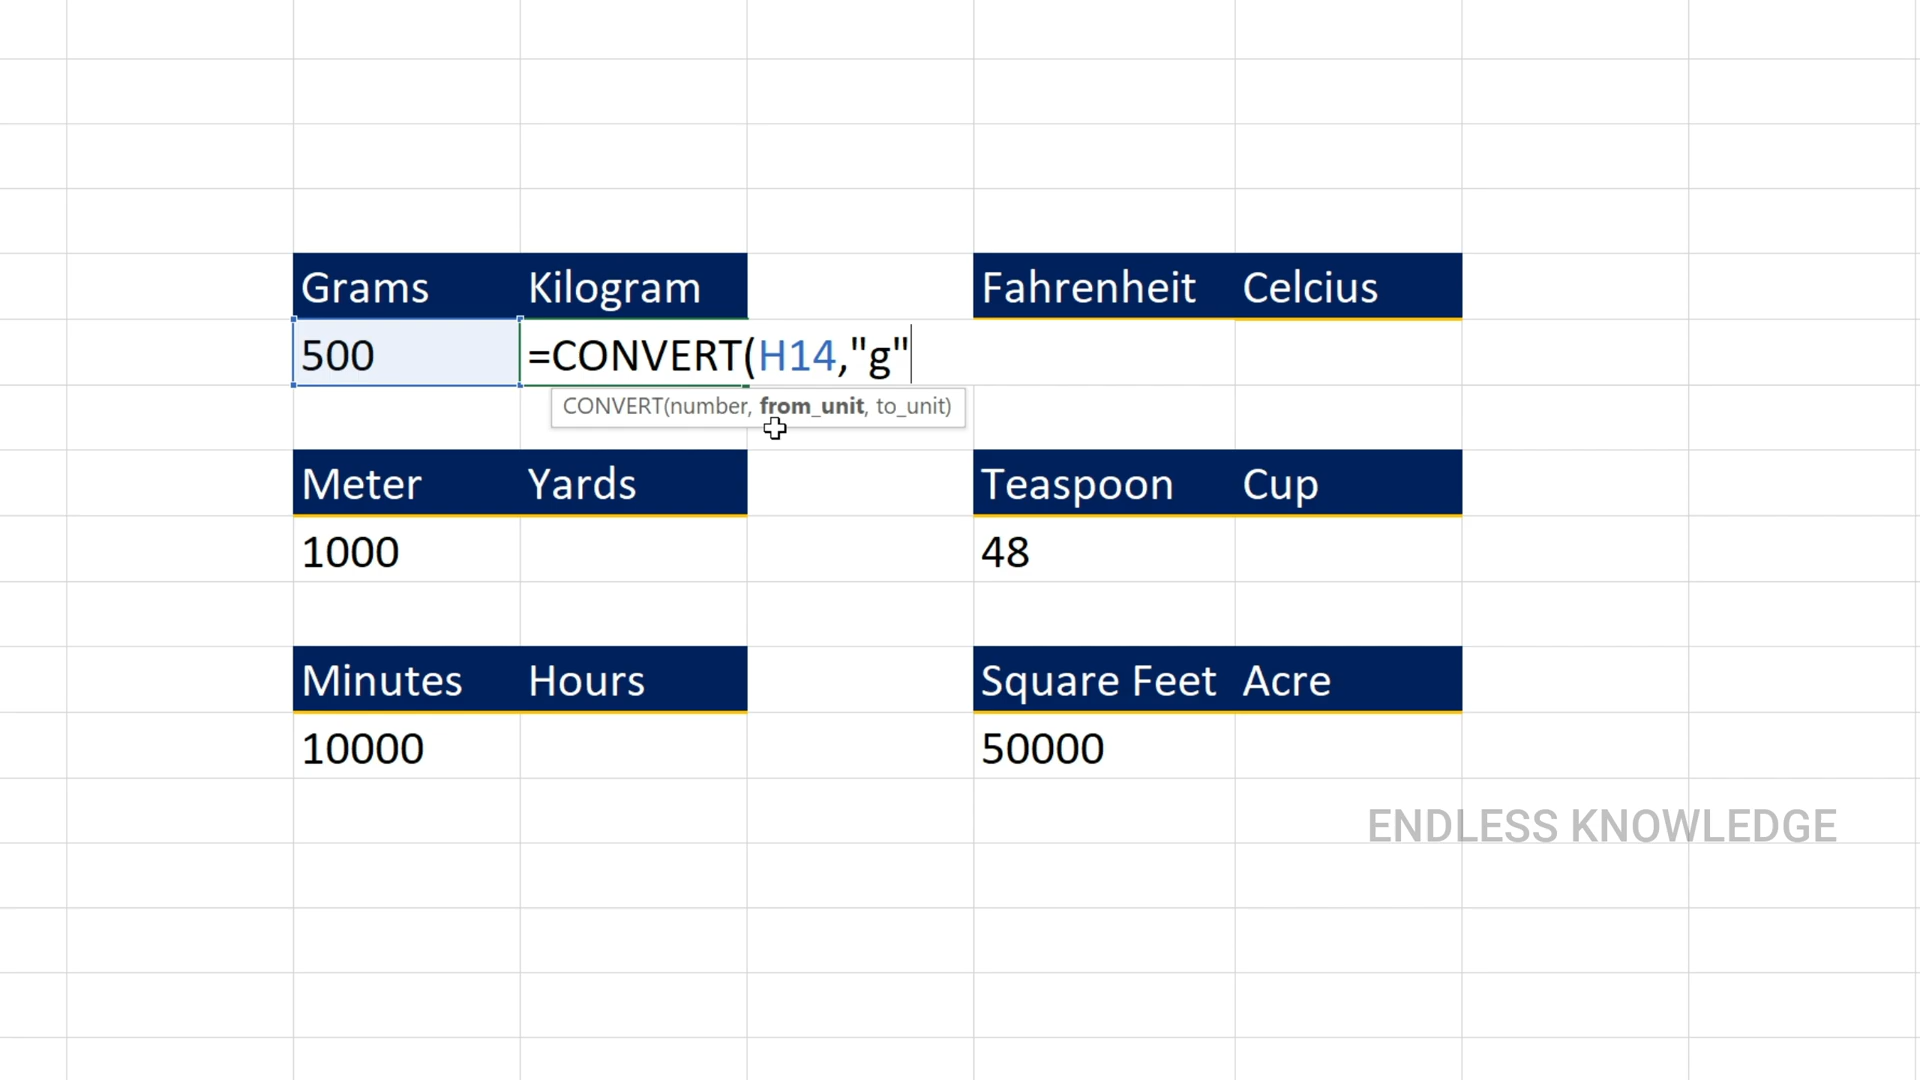 Grams Kilogram Fahrenheit Celcius
500 =CONVERT(H14,"g"
CONVERT(number, from_unit, to_unit)
Meter Yards Teaspoon Cup
1000 48
Minutes Hours Square Feet Acre
10000 50000
ENDLESS KNOWLEDGE